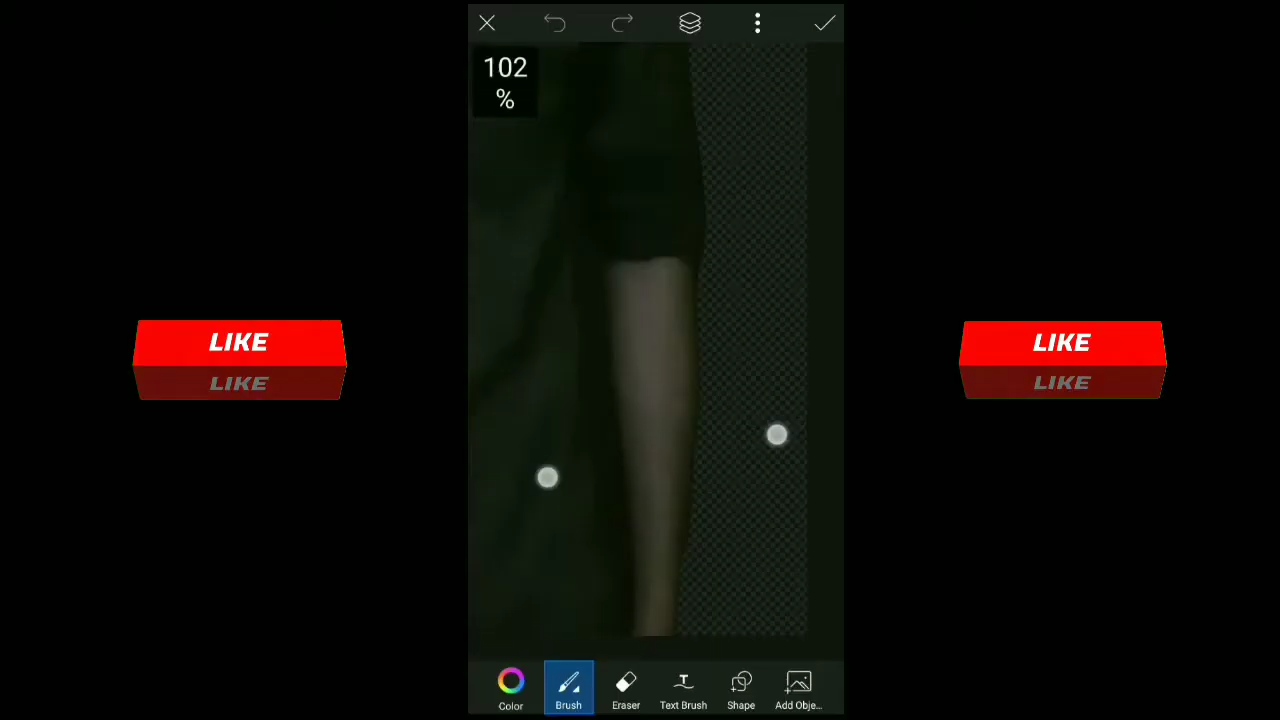 102
%
LIKE
LIKE
LIKE
LIKE
Color
Brush
Eraser
Text Brush
Shape
Add Obje...